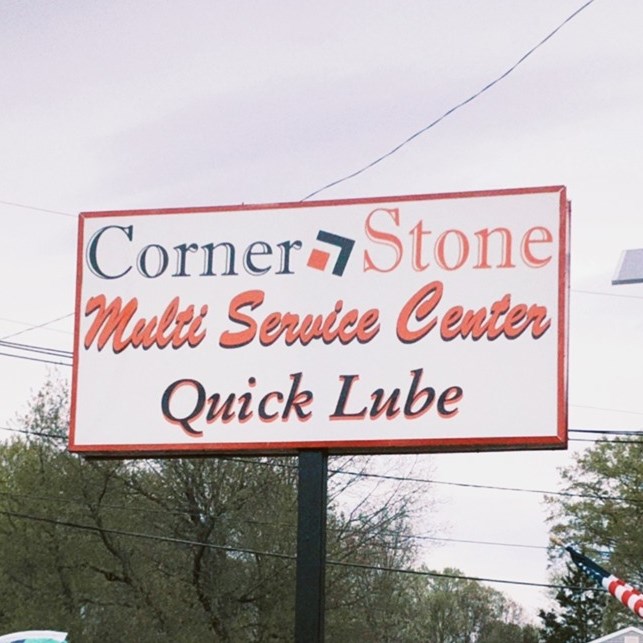 Corner Stone
Multi Service Center
Quick Lube